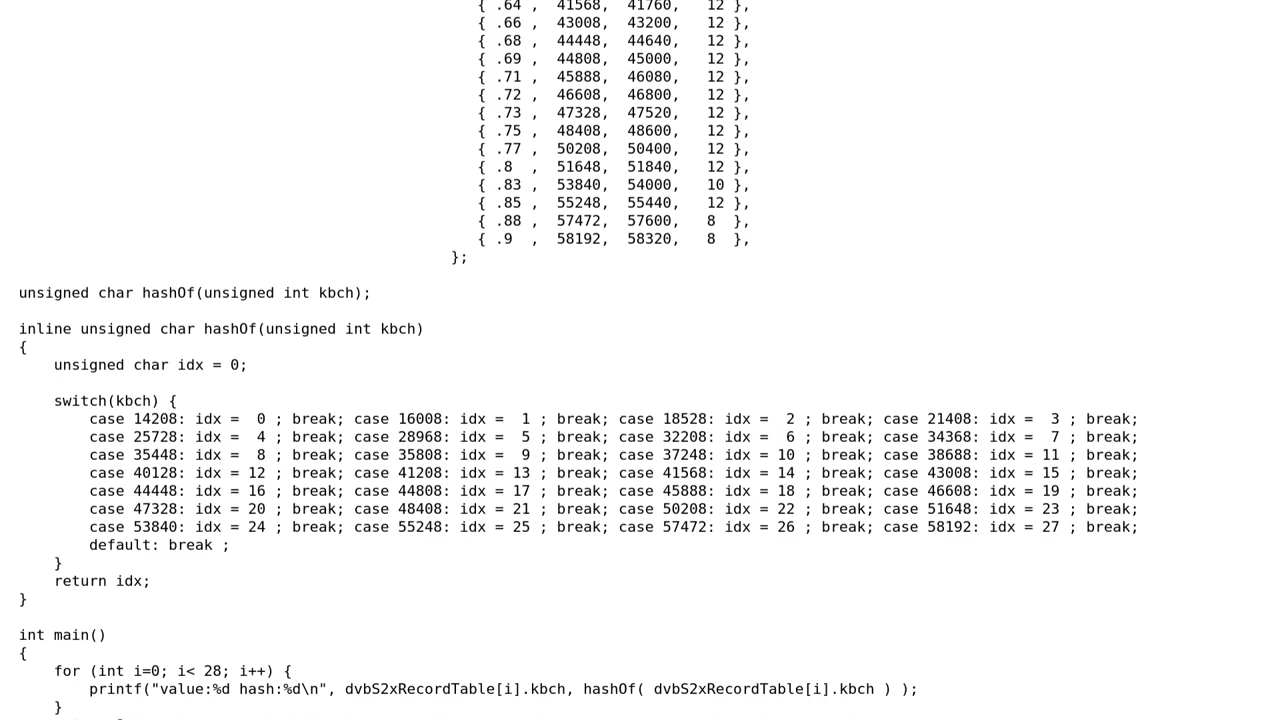 { .64 ,  41568,  41760,   12 },
{ .66 ,  43008,  43200,   12 },
{ .68 ,  44448,  44640,   12 },
{ .69 ,  44808,  45000,   12 },
{ .71 ,  45888,  46080,   12 },
{ .72 ,  46608,  46800,   12 },
{ .73 ,  47328,  47520,   12 },
{ .75 ,  48408,  48600,   12 },
{ .77 ,  50208,  50400,   12 },
{ .8  ,  51648,  51840,   12 },
{ .83 ,  53840,  54000,   10 },
{ .85 ,  55248,  55440,   12 },
{ .88 ,  57472,  57600,   8  },
{ .9  ,  58192,  58320,   8  },
};
unsigned char hashOf(unsigned int kbch);
inline unsigned char hashOf(unsigned int kbch)
{
    unsigned char idx = 0;
    switch(kbch) {
        case 14208: idx =  0 ; break; case 16008: idx =  1 ; break; case 18528: idx =  2 ; break; case 21408: idx =  3 ; break;
        case 25728: idx =  4 ; break; case 28968: idx =  5 ; break; case 32208: idx =  6 ; break; case 34368: idx =  7 ; break;
        case 35448: idx =  8 ; break; case 35808: idx =  9 ; break; case 37248: idx = 10 ; break; case 38688: idx = 11 ; break;
        case 40128: idx = 12 ; break; case 41208: idx = 13 ; break; case 41568: idx = 14 ; break; case 43008: idx = 15 ; break;
        case 44448: idx = 16 ; break; case 44808: idx = 17 ; break; case 45888: idx = 18 ; break; case 46608: idx = 19 ; break;
        case 47328: idx = 20 ; break; case 48408: idx = 21 ; break; case 50208: idx = 22 ; break; case 51648: idx = 23 ; break;
        case 53840: idx = 24 ; break; case 55248: idx = 25 ; break; case 57472: idx = 26 ; break; case 58192: idx = 27 ; break;
        default: break ;
    }
    return idx;
}
int main()
{
    for (int i=0; i< 28; i++) {
        printf("value:%d hash:%d\n", dvbS2xRecordTable[i].kbch, hashOf( dvbS2xRecordTable[i].kbch ) );
    }